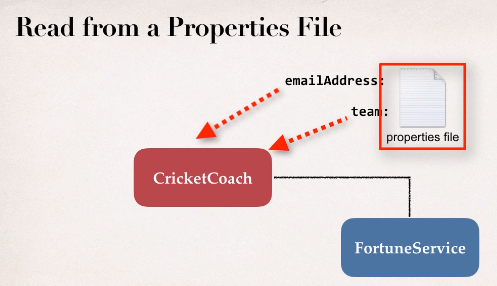 Read from a Properties File
emailAddress:
team:
properties file
CricketCoach
FortuneService